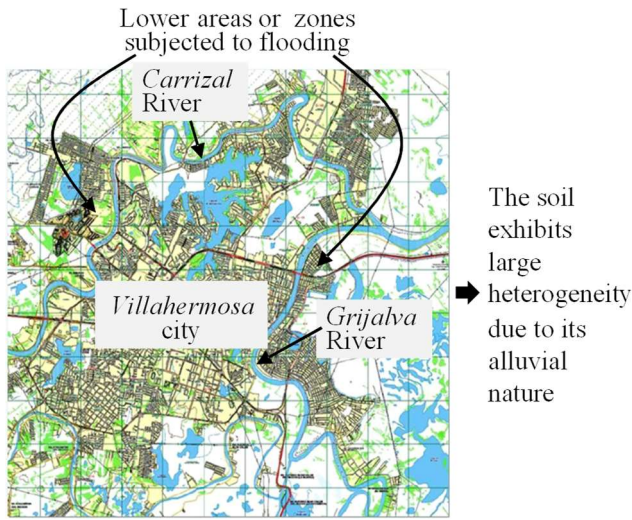 Lower areas or zones
subjected to flooding
Carrizal
River
Villahermosa
city
Grijalva
River
The soil
exhibits
large
heterogeneity
due to its
alluvial
nature